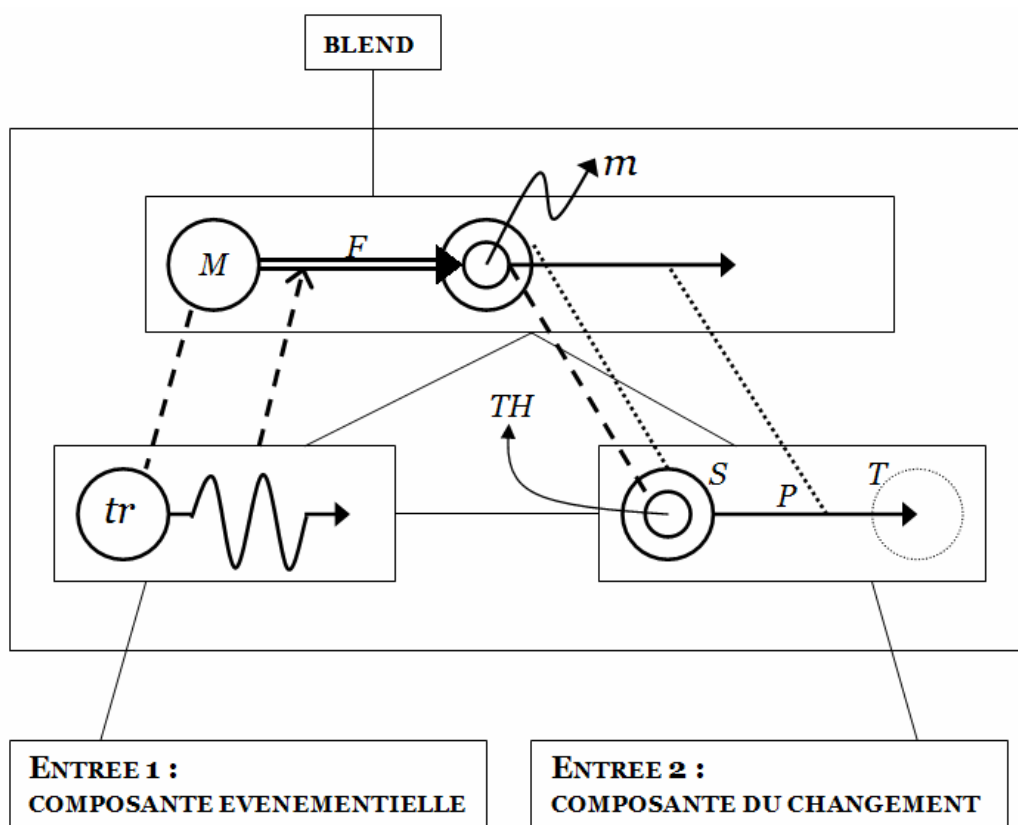 BLEND
m
M
F
TH
tr
S
P
T
ENTREE 1 :
COMPOSANTE EVENEMENTIELLE
ENTREE 2 :
COMPOSANTE DU CHANGEMENT